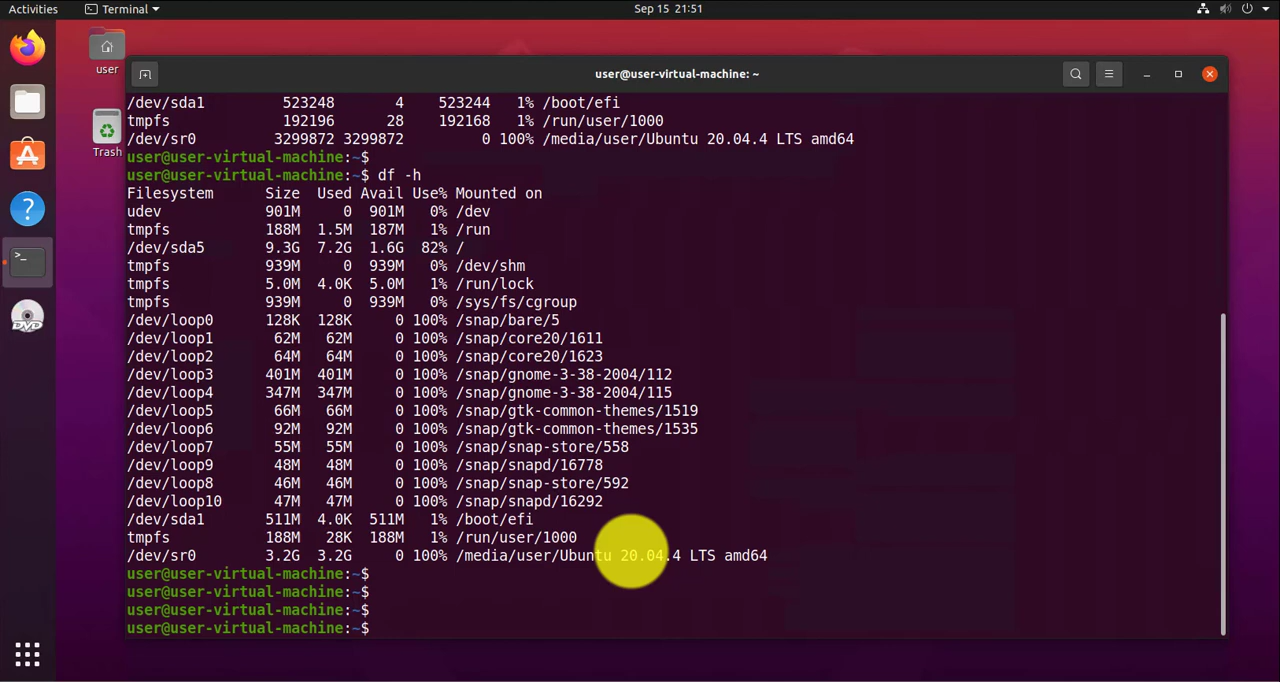 Activities Terminal Sep 15 21:51
user
Trash
user@user-virtual-machine: ~
/dev/sda1 523248 4 523244 1% /boot/efi
tmpfs 192196 28 192168 1% /run/user/1000
/dev/sr0 3299872 3299872 0 100% /media/user/Ubuntu 20.04.4 LTS amd64
user@user-virtual-machine:~$
user@user-virtual-machine:~$ df -h
Filesystem Size Used Avail Use% Mounted on
udev 901M 0 901M 0% /dev
tmpfs 188M 1.5M 187M 1% /run
/dev/sda5 9.3G 7.2G 1.6G 82% /
tmpfs 939M 0 939M 0% /dev/shm
tmpfs 5.0M 4.0K 5.0M 1% /run/lock
tmpfs 939M 0 939M 0% /sys/fs/cgroup
/dev/loop0 128K 128K 0 100% /snap/bare/5
/dev/loop1 62M 62M 0 100% /snap/core20/1611
/dev/loop2 64M 64M 0 100% /snap/core20/1623
/dev/loop3 401M 401M 0 100% /snap/gnome-3-38-2004/112
/dev/loop4 347M 347M 0 100% /snap/gnome-3-38-2004/115
/dev/loop5 66M 66M 0 100% /snap/gtk-common-themes/1519
/dev/loop6 92M 92M 0 100% /snap/gtk-common-themes/1535
/dev/loop7 55M 55M 0 100% /snap/snap-store/558
/dev/loop9 48M 48M 0 100% /snap/snapd/16778
/dev/loop8 46M 46M 0 100% /snap/snap-store/592
/dev/loop10 47M 47M 0 100% /snap/snapd/16292
/dev/sda1 511M 4.0K 511M 1% /boot/efi
tmpfs 188M 28K 188M 1% /run/user/1000
/dev/sr0 3.2G 3.2G 0 100% /media/user/Ubuntu 20.04.4 LTS amd64
user@user-virtual-machine:~$
user@user-virtual-machine:~$
user@user-virtual-machine:~$
user@user-virtual-machine:~$
DVD